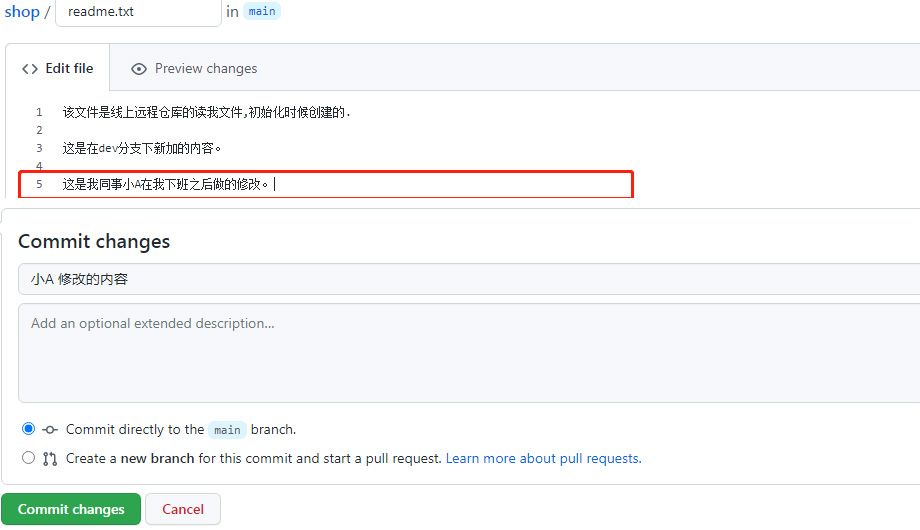 shop / readme.txt in main
Edit file Preview changes
1 该文件是线上远程仓库的读我文件,初始化时候创建的.
2
3 这是在dev分支下新加的内容。
4
5 这是我同事小A在我下班之后做的修改。
Commit changes
小A 修改的内容
Add an optional extended description...
Commit directly to the main branch.
Create a new branch for this commit and start a pull request. Learn more about pull requests.
Commit changes Cancel